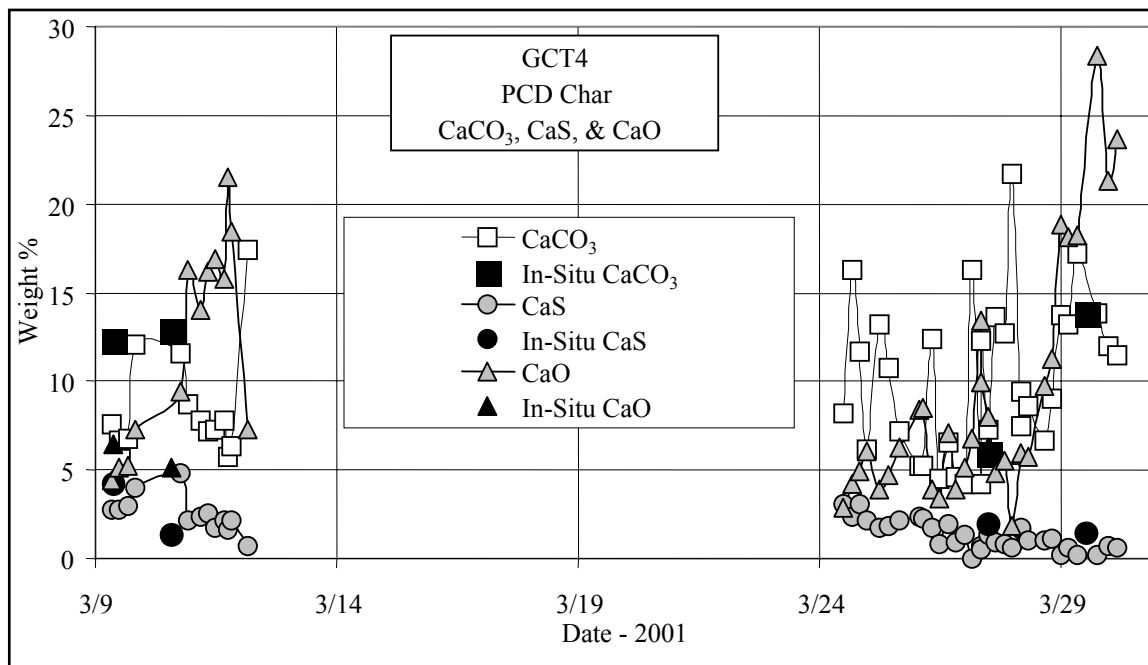 GCT4
PCD Char
CaCO₃, CaS, & CaO
Weight %
30
25
20
15
10
5
0
CaCO₃
In-Situ CaCO₃
CaS
In-Situ CaS
CaO
In-Situ CaO
3/9 3/14 3/19 3/24 3/29
Date - 2001